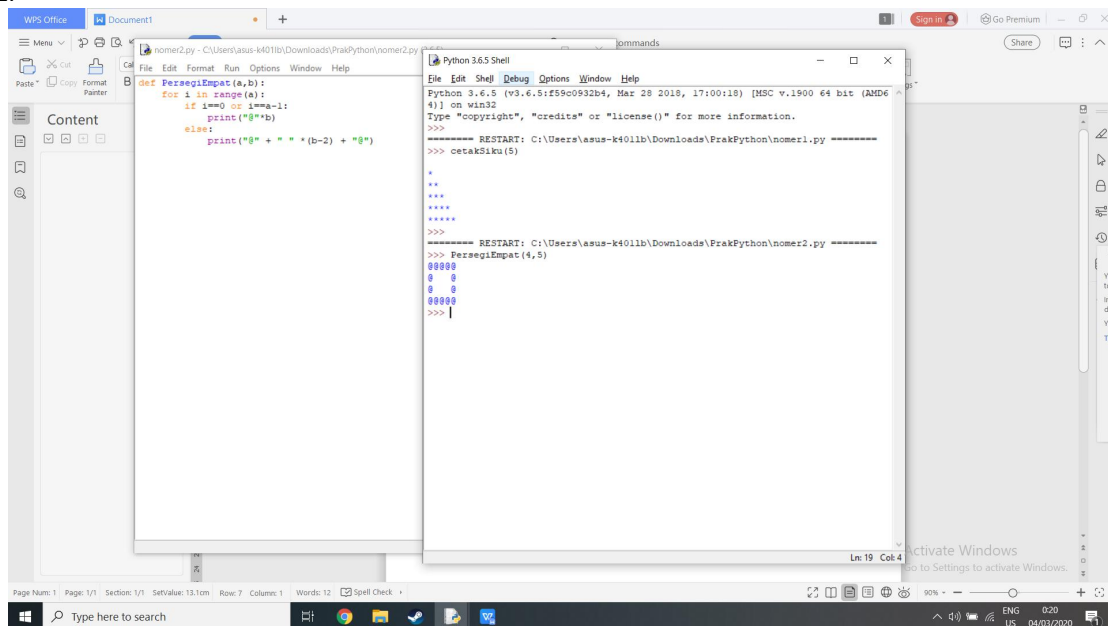 WPS Office
Document1
+
1
Sign in
Go Premium
Menu
Share
Paste
Cut
Copy
Format
Painter
Content
nomer2.py - C:\Users\asus-k401lb\Downloads\PrakPython\nomer2.py
File Edit Format Run Options Window Help
def PersegiEmpat(a,b):
    for i in range(a):
        if i==0 or i==a-1:
            print("@"*b)
        else:
            print("@" + " " *(b-2) + "@")
Python 3.6.5 Shell
File Edit Shell Debug Options Window Help
Python 3.6.5 (v3.6.5:f59c0932b4, Mar 28 2018, 17:00:18) [MSC v.1900 64 bit (AMD6
4)] on win32
Type "copyright", "credits" or "license()" for more information.
>>>
======== RESTART: C:\Users\asus-k401lb\Downloads\PrakPython\nomer1.py ========
>>> cetakSiku(5)
*
**
***
****
*****
>>>
======== RESTART: C:\Users\asus-k401lb\Downloads\PrakPython\nomer2.py ========
>>> PersegiEmpat(4,5)
@@@@@
@   @
@   @
@@@@@
>>>
Ln: 19 Col: 4
Activate Windows
Go to Settings to activate Windows.
Page Num: 1 Page: 1/1 Section: 1/1 SetValue: 13.1cm Row: 7 Column: 1 Words: 12 Spell Check
90%
Type here to search
ENG
US
0:20
04/03/2020